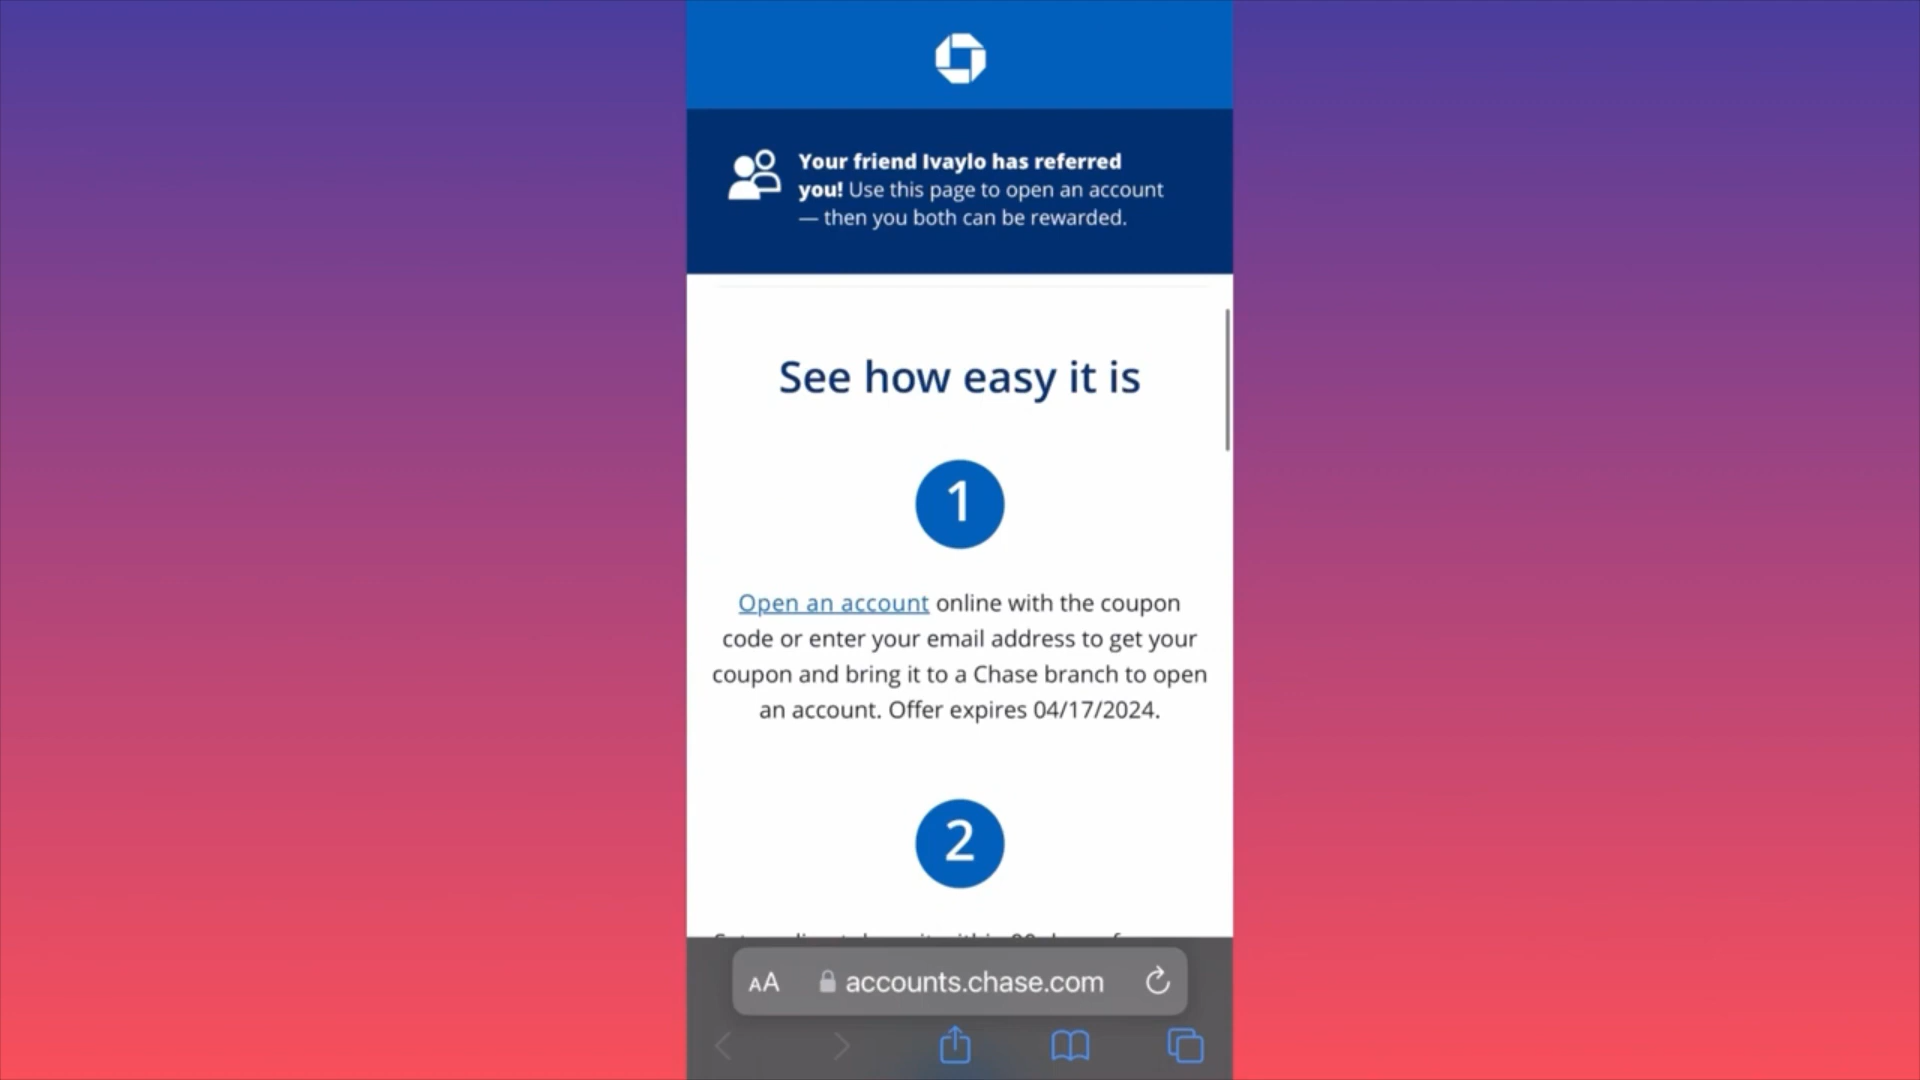 Your friend Ivaylo has referred
you! Use this page to open an account
— then you both can be rewarded.
See how easy it is
1
Open an account online with the coupon
code or enter your email address to get your
coupon and bring it to a Chase branch to open
an account. Offer expires 04/17/2024.
2
AA accounts.chase.com